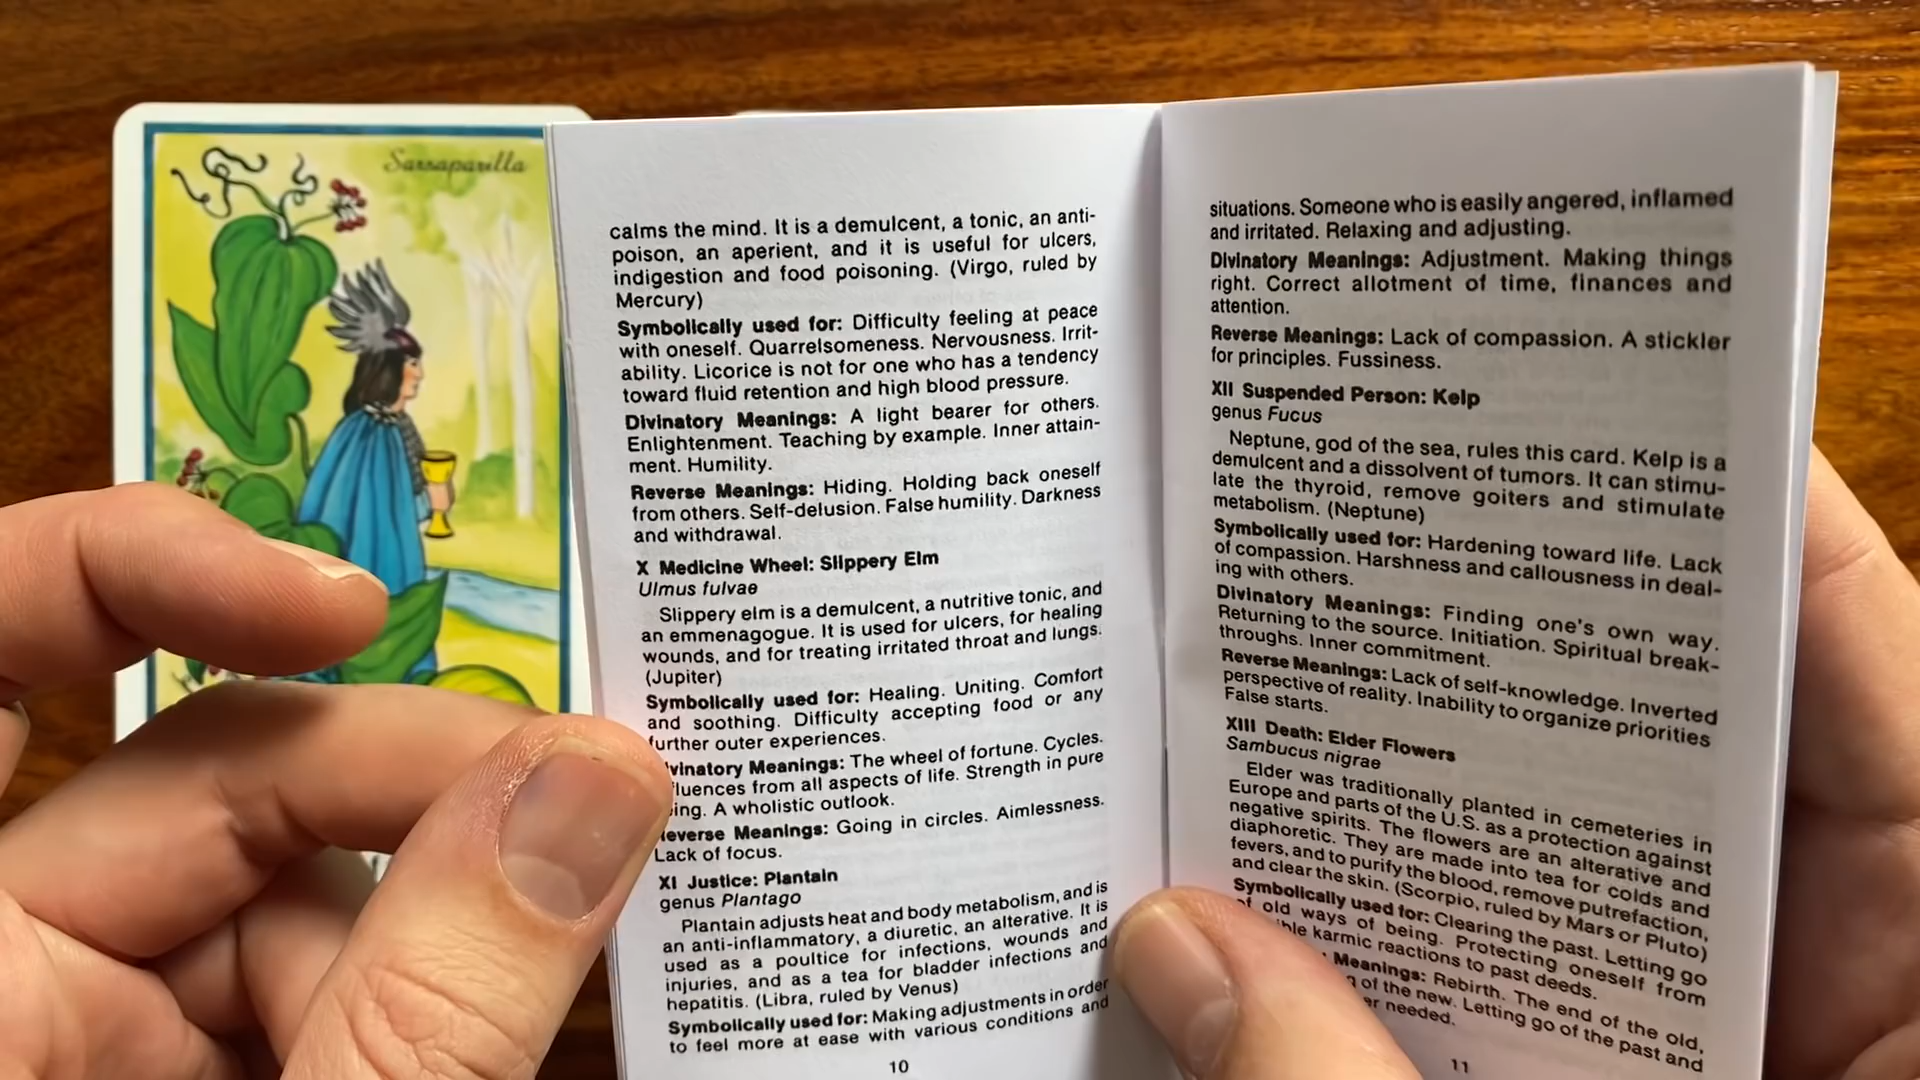 Sarsaparilla
calms the mind. It is a demulcent, a tonic, an anti-
poison, an aperient, and it is useful for ulcers,
indigestion and food poisoning. (Virgo, ruled by
Mercury)
Symbolically used for: Difficulty feeling at peace
with oneself. Quarrelsomeness. Nervousness. Irrit-
ability. Licorice is not for one who has a tendency
toward fluid retention and high blood pressure.
Divinatory Meanings: A light bearer for others.
Enlightenment. Teaching by example. Inner attain-
ment. Humility.
Reverse Meanings: Hiding. Holding back oneself
from others. Self-delusion. False humility. Darkness
and withdrawal.
X Medicine Wheel: Slippery Elm
Ulmus fulvae
Slippery elm is a demulcent, a nutritive tonic, and
an emmenagogue. It is used for ulcers, for healing
wounds, and for treating irritated throat and lungs.
(Jupiter)
Symbolically used for: Healing. Uniting. Comfort
and soothing. Difficulty accepting food or any
further outer experiences.
vinatory Meanings: The wheel of fortune. Cycles.
luences from all aspects of life. Strength in pure
ing. A wholistic outlook.
everse Meanings: Going in circles. Aimlessness.
Lack of focus.
XI Justice: Plantain
genus Plantago
Plantain adjusts heat and body metabolism, and is
an anti-inflammatory, a diuretic, an alterative. It is
used as a poultice for infections, wounds and
injuries, and as a tea for bladder infections and
hepatitis. (Libra, ruled by Venus)
Symbolically used for: Making adjustments in order
to feel more at ease with various conditions and
10
situations. Someone who is easily angered, inflamed
and irritated. Relaxing and adjusting.
Divinatory Meanings: Adjustment. Making things
right. Correct allotment of time, finances and
attention.
Reverse Meanings: Lack of compassion. A stickler
for principles. Fussiness.
XII Suspended Person: Kelp
genus Fucus
Neptune, god of the sea, rules this card. Kelp is a
demulcent and a dissolvent of tumors. It can stimu-
late the thyroid, remove goiters and stimulate
metabolism. (Neptune)
Symbolically used for: Hardening toward life. Lack
of compassion. Harshness and callousness in deal-
ing with others.
Divinatory Meanings: Finding one's own way.
Returning to the source. Initiation. Spiritual break-
throughs. Inner commitment.
Reverse Meanings: Lack of self-knowledge. Inverted
perspective of reality. Inability to organize priorities
False starts.
XIII Death: Elder Flowers
Sambucus nigrae
Elder was traditionally planted in cemeteries in
Europe and parts of the U.S. as a protection against
negative spirits. The flowers are an alterative and
diaphoretic. They are made into tea for colds and
fevers, and to purify the blood, remove putrefaction,
and clear the skin. (Scorpio, ruled by Mars or Pluto)
Symbolically used for: Clearing the past. Letting go
of old ways of being. Protecting oneself from
ible karmic reactions to past deeds.
Meanings: Rebirth. The end of the old,
of the new. Letting go of the past and
er needed.
11